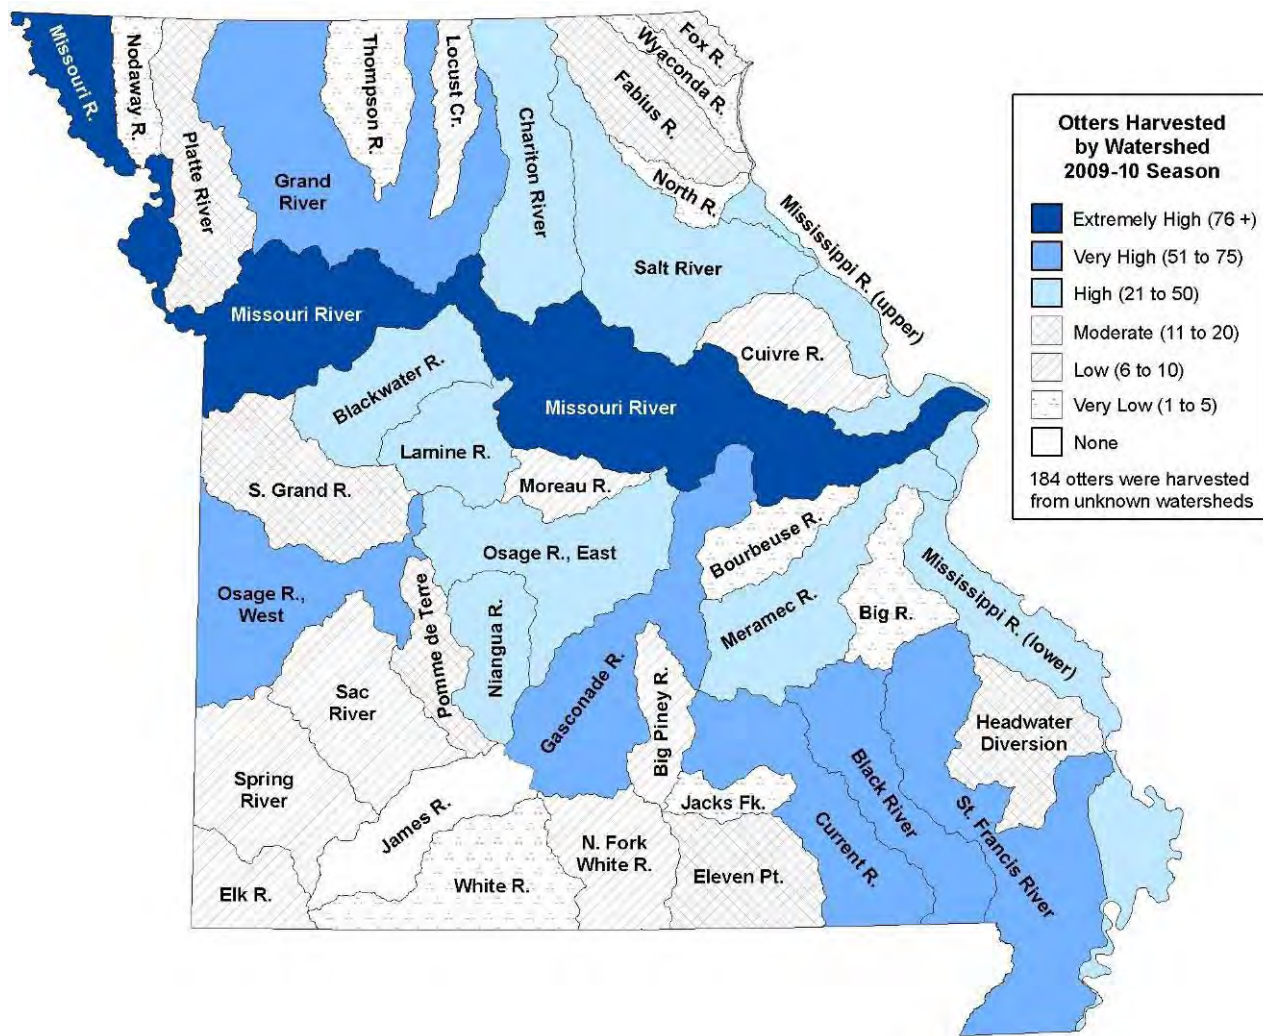 Missouri R.
Nodaway R.
Platte River
Grand
River
Thompson R.
Locust Cr.
Chariton River
Fox R.
Wyaconda R.
Fabius R.
North R.
Mississippi R. (upper)
Salt River
Cuivre R.
Missouri River
Missouri River
Blackwater R.
Lamine R.
Moreau R.
S. Grand R.
Osage R., East
Osage R.,
West
Pomme de Terre
Niangua R.
Bourbeuse R.
Meramec R.
Big R.
Mississippi R. (lower)
Sac
River
Gasconade R.
Big Piney R.
Headwater
Diversion
Spring
River
James R.
Jacks Fk.
Current R.
Black River
St. Francis River
Elk R.
White R.
N. Fork
White R.
Eleven Pt.
Otters Harvested
by Watershed
2009-10 Season
Extremely High (76 +)
Very High (51 to 75)
High (21 to 50)
Moderate (11 to 20)
Low (6 to 10)
Very Low (1 to 5)
None
184 otters were harvested
from unknown watersheds